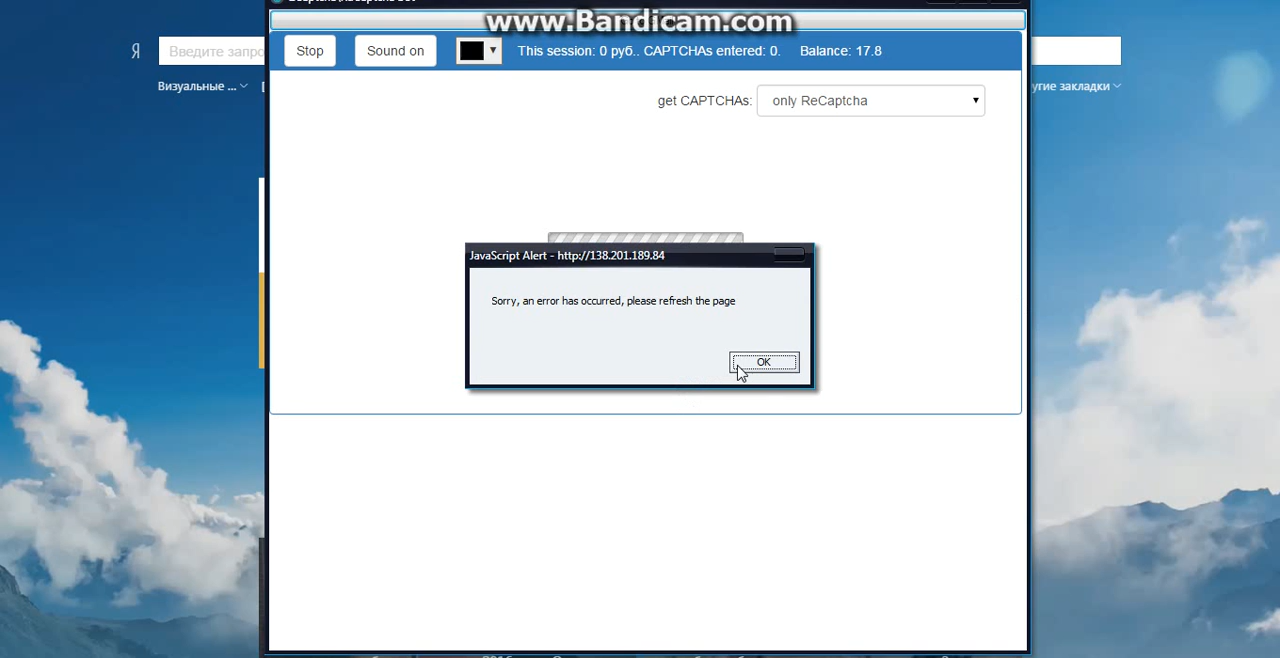 www.Bandicam.com
Я
Введите запро
Stop
Sound on
This session: 0 руб.. CAPTCHAs entered: 0.
Balance: 17.8
Визуальные ...
угие закладки
get CAPTCHAs:
only ReCaptcha
JavaScript Alert - http://138.201.189.84
Sorry, an error has occurred, please refresh the page
OK